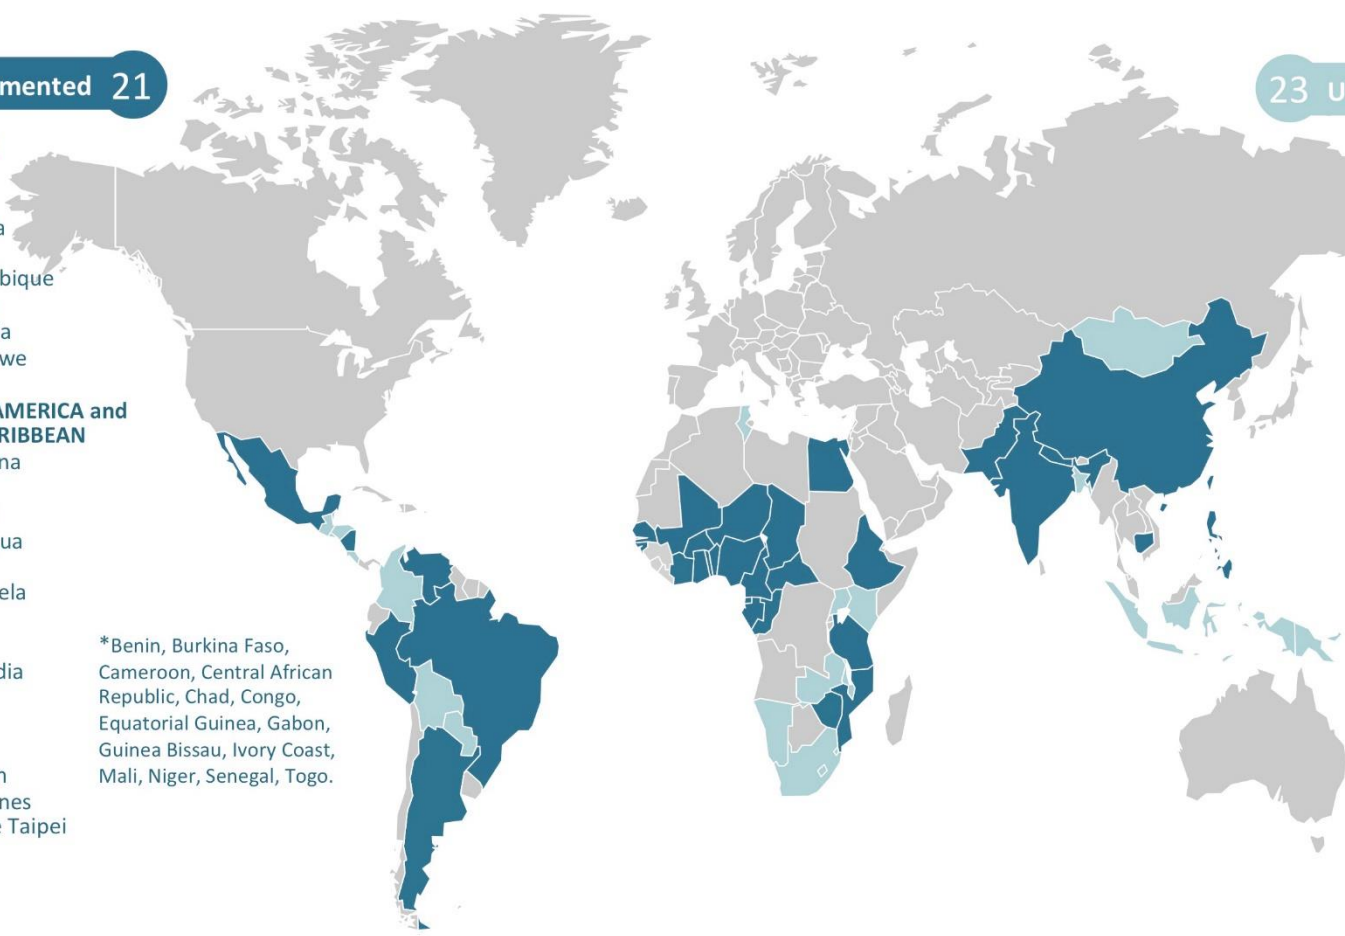 mented 21
23 U
a
bique
a
we
AMERICA and
RIBBEAN
na
ua
ela
dia
n
nes
e Taipei
*Benin, Burkina Faso,
Cameroon, Central African
Republic, Chad, Congo,
Equatorial Guinea, Gabon,
Guinea Bissau, Ivory Coast,
Mali, Niger, Senegal, Togo.